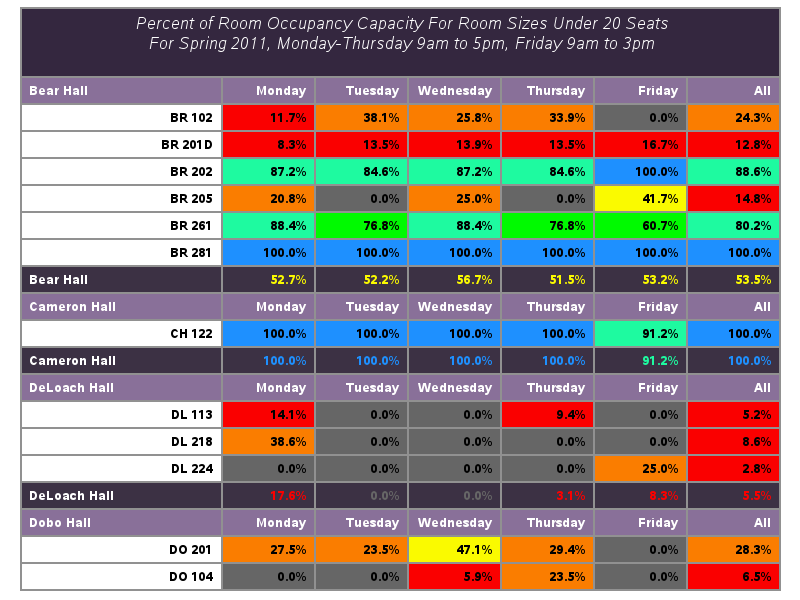 Percent of Room Occupancy Capacity For Room Sizes Under 20 Seats
For Spring 2011, Monday-Thursday 9am to 5pm, Friday 9am to 3pm
Bear Hall Monday Tuesday Wednesday Thursday Friday All
BR 102 11.7% 38.1% 25.8% 33.9% 0.0% 24.3%
BR 201D 8.3% 13.5% 13.9% 13.5% 16.7% 12.8%
BR 202 87.2% 84.6% 87.2% 84.6% 100.0% 88.6%
BR 205 20.8% 0.0% 25.0% 0.0% 41.7% 14.8%
BR 261 88.4% 76.8% 88.4% 76.8% 60.7% 80.2%
BR 281 100.0% 100.0% 100.0% 100.0% 100.0% 100.0%
Bear Hall 52.7% 52.2% 56.7% 51.5% 53.2% 53.5%
Cameron Hall Monday Tuesday Wednesday Thursday Friday All
CH 122 100.0% 100.0% 100.0% 100.0% 91.2% 100.0%
Cameron Hall 100.0% 100.0% 100.0% 100.0% 91.2% 100.0%
DeLoach Hall Monday Tuesday Wednesday Thursday Friday All
DL 113 14.1% 0.0% 0.0% 9.4% 0.0% 5.2%
DL 218 38.6% 0.0% 0.0% 0.0% 0.0% 8.6%
DL 224 0.0% 0.0% 0.0% 0.0% 25.0% 2.8%
DeLoach Hall 17.6% 0.0% 0.0% 3.1% 8.3% 5.5%
Dobo Hall Monday Tuesday Wednesday Thursday Friday All
DO 201 27.5% 23.5% 47.1% 29.4% 0.0% 28.3%
DO 104 0.0% 0.0% 5.9% 23.5% 0.0% 6.5%